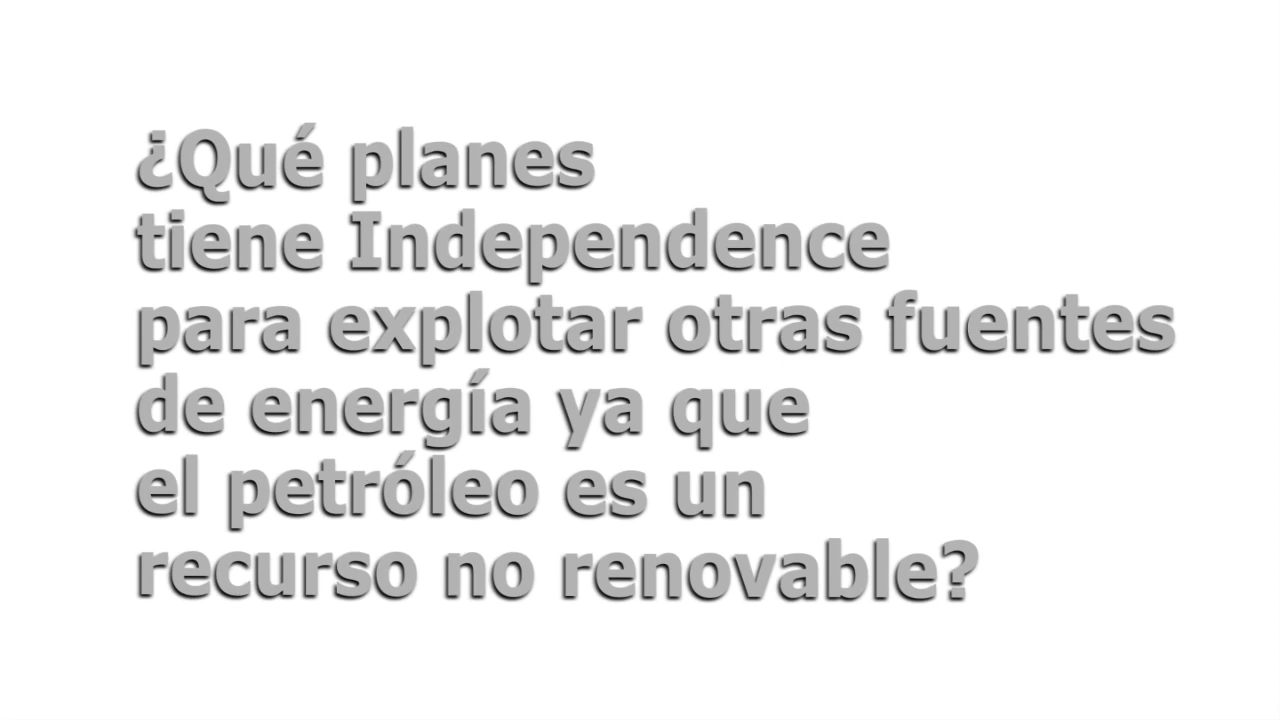 ¿Qué planes
tiene Independence
para explotar otras fuentes
de energía ya que
el petróleo es un
recurso no renovable?